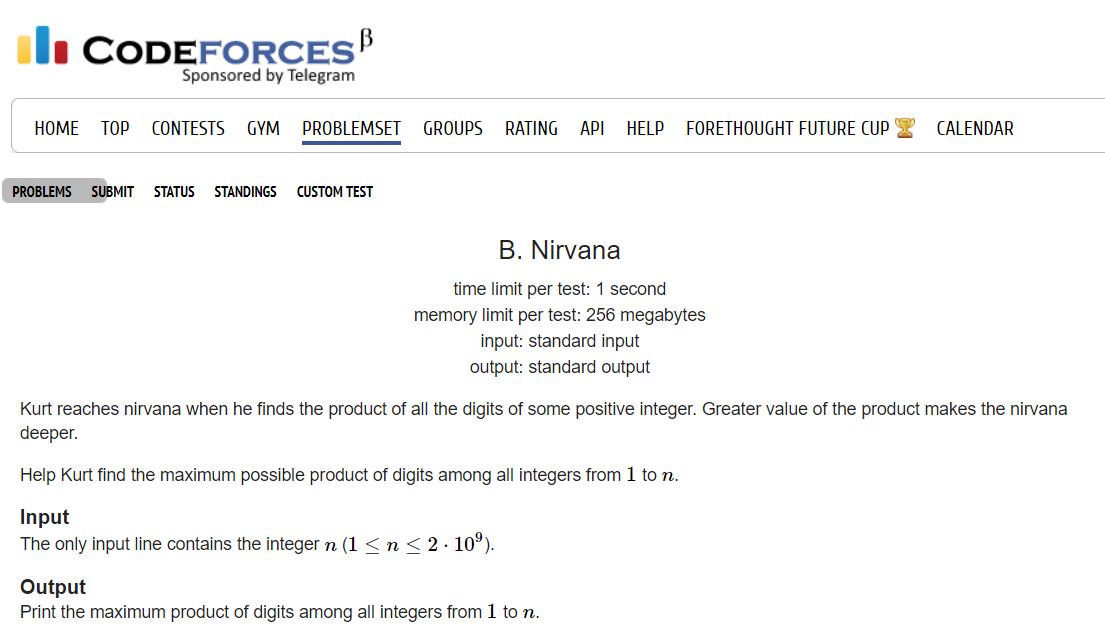 CODEFORCES β
Sponsored by Telegram
HOME TOP CONTESTS GYM PROBLEMSET GROUPS RATING API HELP FORETHOUGHT FUTURE CUP 🏆 CALENDAR
PROBLEMS SUBMIT STATUS STANDINGS CUSTOM TEST
B. Nirvana
time limit per test: 1 second
memory limit per test: 256 megabytes
input: standard input
output: standard output
Kurt reaches nirvana when he finds the product of all the digits of some positive integer. Greater value of the product makes the nirvana
deeper.
Help Kurt find the maximum possible product of digits among all integers from 1 to n.
Input
The only input line contains the integer n (1 ≤ n ≤ 2 · 10⁹).
Output
Print the maximum product of digits among all integers from 1 to n.